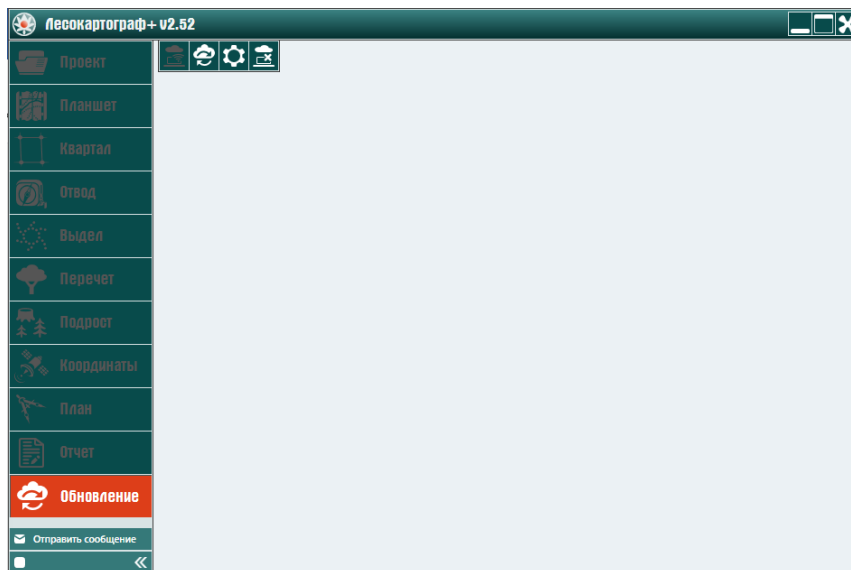 Лесокартограф+ v2.52
Проект
Планшет
Квартал
Отвод
Выдел
Перечет
Подрост
Координаты
План
Отчет
Обновление
Отправить сообщение